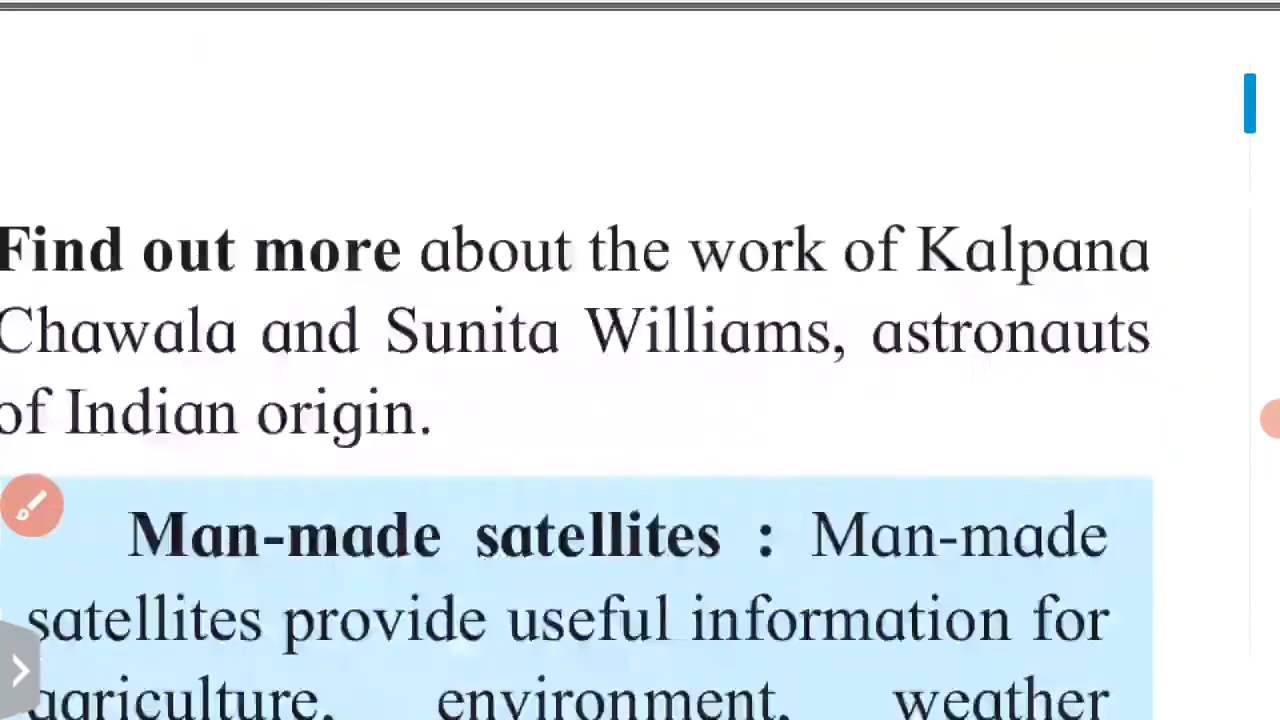 Find out more about the work of Kalpana
Chawala and Sunita Williams, astronauts
of Indian origin.
Man-made satellites : Man-made
satellites provide useful information for
agriculture, environment, weather